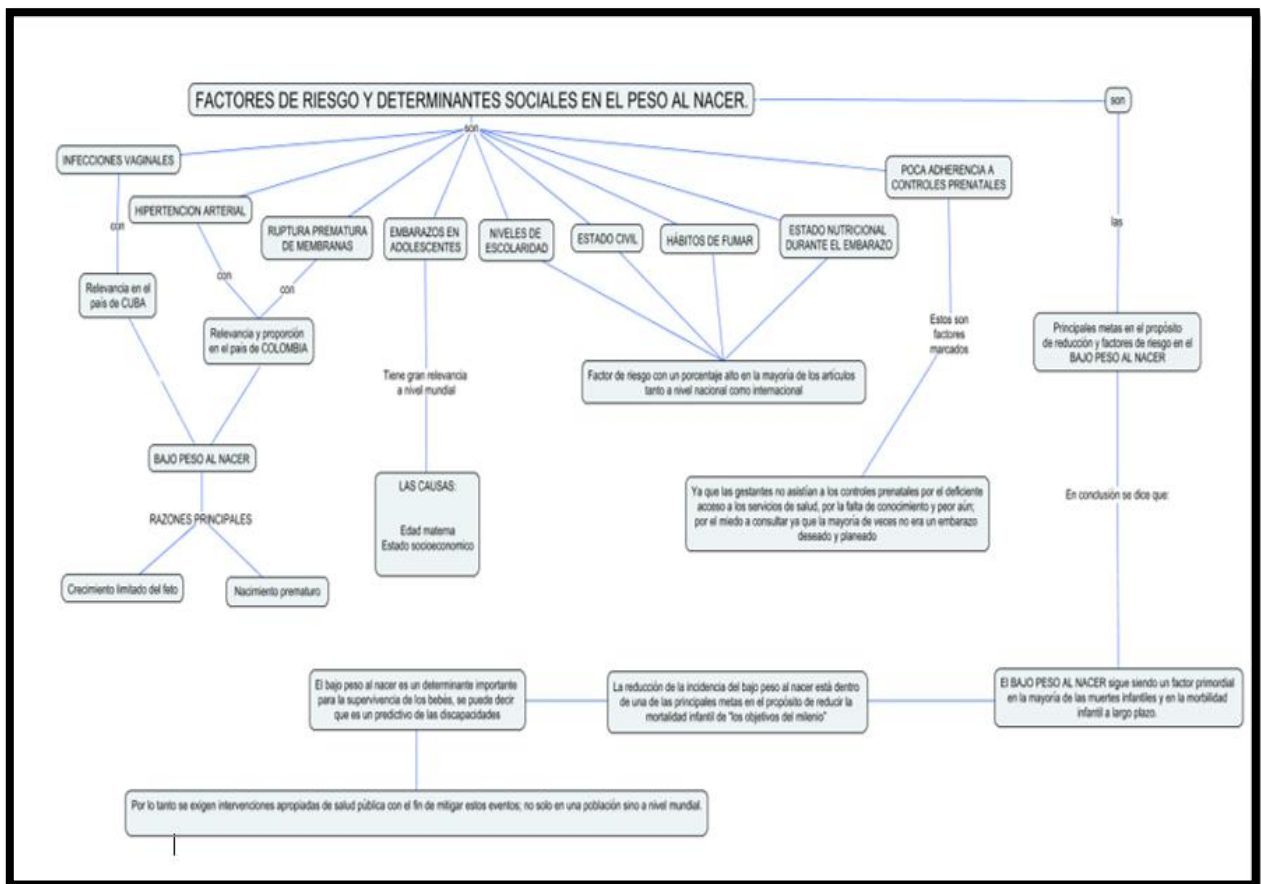 FACTORES DE RIESGO Y DETERMINANTES SOCIALES EN EL PESO AL NACER.
son
son
INFECCIONES VAGINALES
POCA ADHERENCIA A
CONTROLES PRENATALES
HIPERTENCION ARTERIAL
RUPTURA PREMATURA
DE MEMBRANAS
EMBARAZOS EN
ADOLESCENTES
NIVELES DE
ESCOLARIDAD
ESTADO CIVIL
HÁBITOS DE FUMAR
ESTADO NUTRICIONAL
DURANTE EL EMBARAZO
con
las
con
con
Relevancia en el
país de CUBA
Relevancia y proporción
en el país de COLOMBIA
Estos son
factores
marcados
Principales metas en el propósito
de reducción y factores de riesgo en el
BAJO PESO AL NACER
Tiene gran relevancia
a nivel mundial
Factor de riesgo con un porcentaje alto en la mayoría de los artículos
tanto a nivel nacional como internacional
BAJO PESO AL NACER
RAZONES PRINCIPALES
Crecimiento limitado del feto
Nacimiento prematuro
LAS CAUSAS:
Edad materna
Estado socioeconomico
Ya que las gestantes no asistían a los controles prenatales por el deficiente
acceso a los servicios de salud, por la falta de conocimiento y peor aún;
por el miedo a consultar ya que la mayoría de veces no era un embarazo
deseado y planeado
En conclusión se dice que:
El bajo peso al nacer es un determinante importante
para la supervivencia de los bebés, se puede decir
que es un predictivo de las discapacidades
La reducción de la incidencia del bajo peso al nacer está dentro
de una de las principales metas en el propósito de reducir la
mortalidad infantil de "los objetivos del milenio"
El BAJO PESO AL NACER sigue siendo un factor primordial
en la mayoría de las muertes infantiles y en la morbilidad
infantil a largo plazo.
Por lo tanto se exigen intervenciones apropiadas de salud pública con el fin de mitigar estos eventos; no solo en una población sino a nivel mundial.